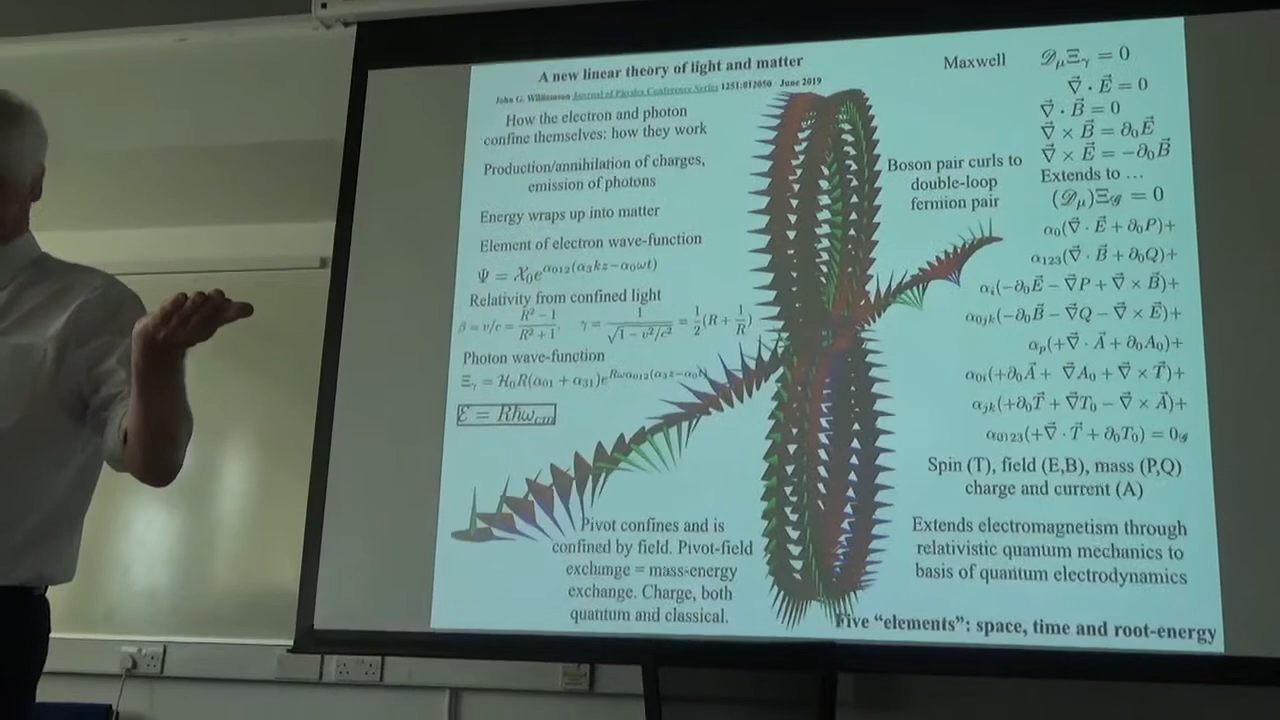 A new linear theory of light and matter
John G. Williamson Journal of Physics Conference Series 1251:012050 - June 2019
How the electron and photon
confine themselves: how they work
Production/annihilation of charges,
emission of photons
Energy wraps up into matter
Element of electron wave-function
Ψ = 𝒳₀e^{α₀₁₂(α₃kz−α₀ωt)}
Relativity from confined light
β = v/c = (R² − 1)/(R² + 1), γ = 1/√(1 − v²/c²) = ½(R + 1/R)
Photon wave-function
Ξᵧ = ℋ₀R(α₀₁ + α₃₁)e
ℰ = Rħω_cm
Pivot confines and is
confined by field. Pivot-field
exchange = mass-energy
exchange. Charge, both
quantum and classical.
Boson pair curls to
double-loop
fermion pair
Maxwell 𝒟_μΞᵧ = 0
∇⃗ · E⃗ = 0
∇⃗ · B⃗ = 0
∇⃗ × B⃗ = ∂₀E⃗
∇⃗ × E⃗ = −∂₀B⃗
Extends to ...
(𝒟_μ)Ξ_𝒢 = 0
α₀(∇⃗ · E⃗ + ∂₀P)+
α₁₂₃(∇⃗ · B⃗ + ∂₀Q)+
αᵢ(−∂₀E⃗ − ∇⃗P + ∇⃗ × B⃗)+
α₀ⱼₖ(−∂₀B⃗ − ∇⃗Q − ∇⃗ × E⃗)+
αₚ(+∇⃗ · A⃗ + ∂₀A₀)+
α₀ᵢ(+∂₀A⃗ + ∇⃗A₀ + ∇⃗ × T⃗)+
αⱼₖ(+∂₀T⃗ + ∇⃗T₀ − ∇⃗ × A⃗)+
α₀₁₂₃(+∇⃗ · T⃗ + ∂₀T₀) = 0_𝒢
Spin (T), field (E,B), mass (P,Q)
charge and current (A)
Extends electromagnetism through
relativistic quantum mechanics to
basis of quantum electrodynamics
Five “elements”: space, time and root-energy